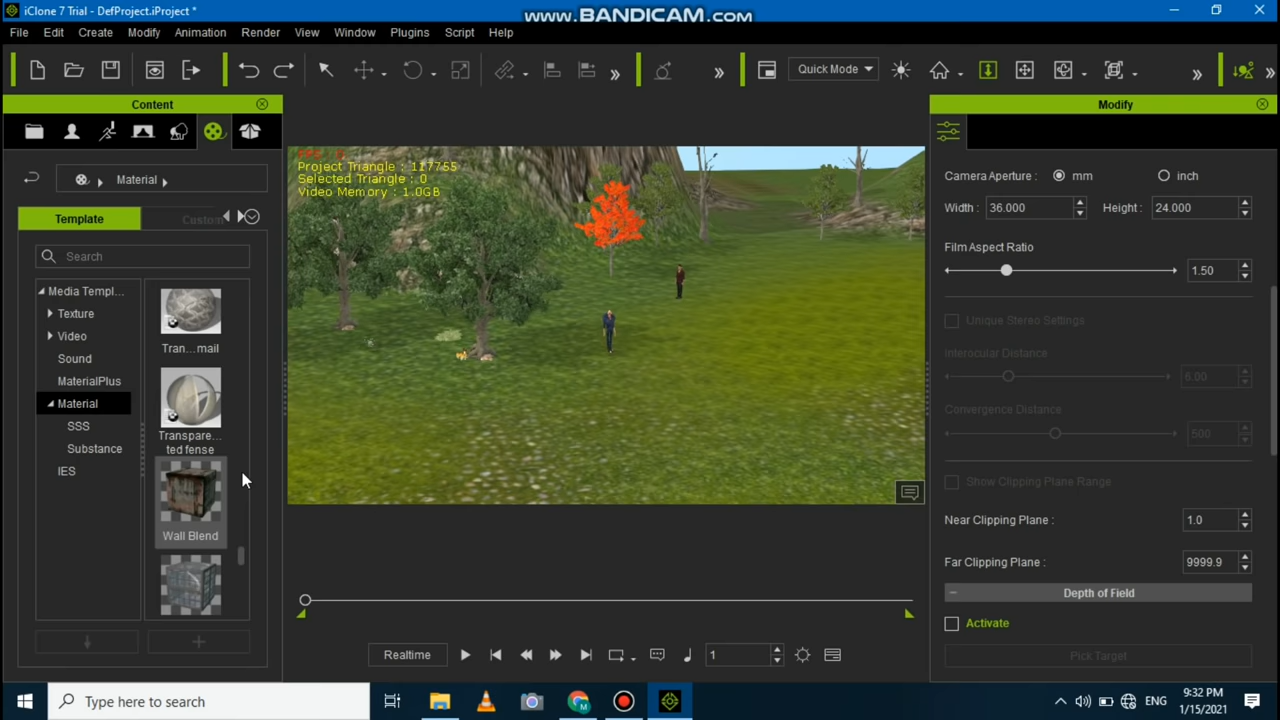 iClone 7 Trial - DefProject.iProject *
www.BANDICAM.com
File Edit Create Modify Animation Render View Window Plugins Script Help
Quick Mode
Content
Modify
Material
Template Custom
Search
Media Templ...
Texture
Video
Sound
MaterialPlus
Material
SSS
Substance
IES
Tran...mail
Transpare...
ted fense
Wall Blend
Project Triangle : 117755
Selected Triangle : 0
Video Memory : 1.0GB
Camera Aperture : mm inch
Width : 36.000 Height : 24.000
Film Aspect Ratio
1.50
Unique Stereo Settings
Interocular Distance
6.00
Convergence Distance
500
Show Clipping Plane Range
Near Clipping Plane : 1.0
Far Clipping Plane : 9999.9
Depth of Field
Activate
Pick Target
Realtime 1
Type here to search
ENG
9:32 PM
1/15/2021